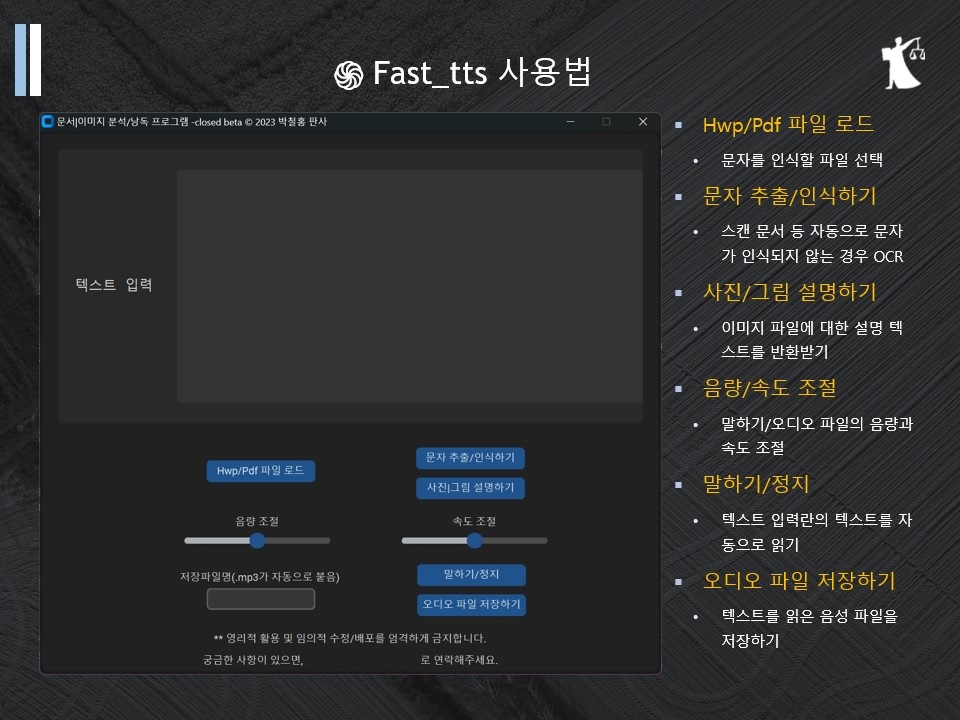 Fast_tts 사용법
문서|이미지 분석/낭독 프로그램 -closed beta © 2023 박철홍 판사
텍스트 입력
Hwp/Pdf 파일 로드
문자 추출/인식하기
사진|그림 설명하기
음량 조절
속도 조절
저장파일명(.mp3가 자동으로 붙음)
말하기/정지
오디오 파일 저장하기
** 영리적 활용 및 임의적 수정/배포를 엄격하게 금지합니다.
궁금한 사항이 있으면, 로 연락해주세요.
Hwp/Pdf 파일 로드
문자를 인식할 파일 선택
문자 추출/인식하기
스캔 문서 등 자동으로 문자
가 인식되지 않는 경우 OCR
사진/그림 설명하기
이미지 파일에 대한 설명 텍
스트를 반환받기
음량/속도 조절
말하기/오디오 파일의 음량과
속도 조절
말하기/정지
텍스트 입력란의 텍스트를 자
동으로 읽기
오디오 파일 저장하기
텍스트를 읽은 음성 파일을
저장하기